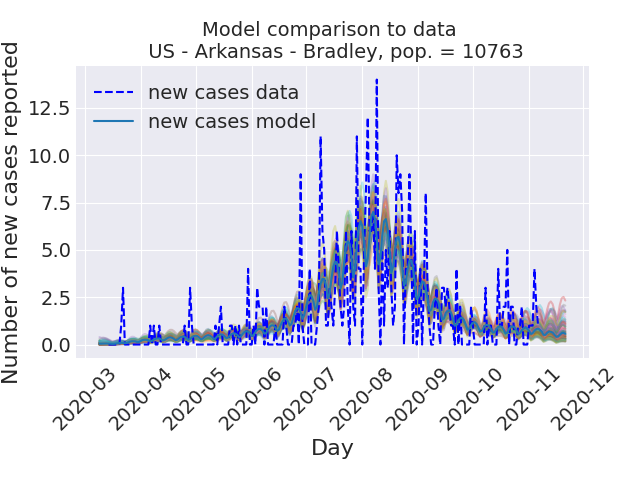 Model comparison to data
US - Arkansas - Bradley, pop. = 10763
new cases data
new cases model
Number of new cases reported
12.5
10.0
7.5
5.0
2.5
0.0
2020-03
2020-04
2020-05
2020-06
2020-07
2020-08
2020-09
2020-10
2020-11
2020-12
Day